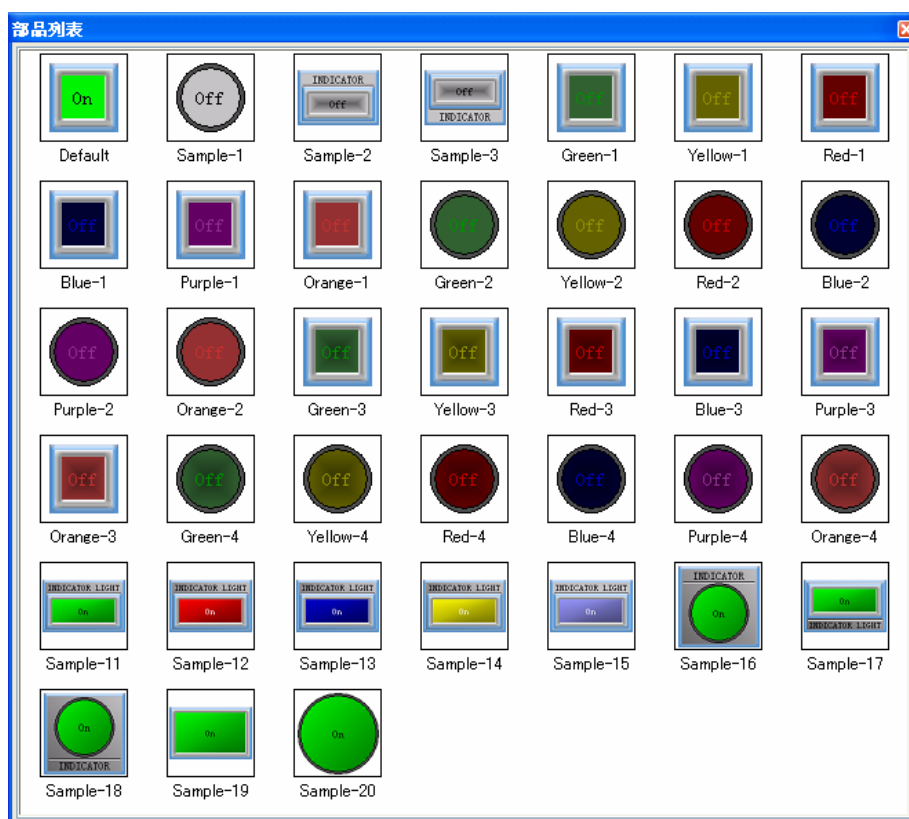 部品列表
On Off INDICATOR Off Off INDICATOR Off Off Off
Default Sample-1 Sample-2 Sample-3 Green-1 Yellow-1 Red-1
Off Off Off Off Off Off Off
Blue-1 Purple-1 Orange-1 Green-2 Yellow-2 Red-2 Blue-2
Off Off Off Off Off Off Off
Purple-2 Orange-2 Green-3 Yellow-3 Red-3 Blue-3 Purple-3
Off Off Off Off Off Off Off
Orange-3 Green-4 Yellow-4 Red-4 Blue-4 Purple-4 Orange-4
INDICATOR LIGHT INDICATOR LIGHT INDICATOR LIGHT INDICATOR LIGHT INDICATOR LIGHT INDICATOR
On On On On On On On
INDICATOR LIGHT
Sample-11 Sample-12 Sample-13 Sample-14 Sample-15 Sample-16 Sample-17
On On On
INDICATOR
Sample-18 Sample-19 Sample-20